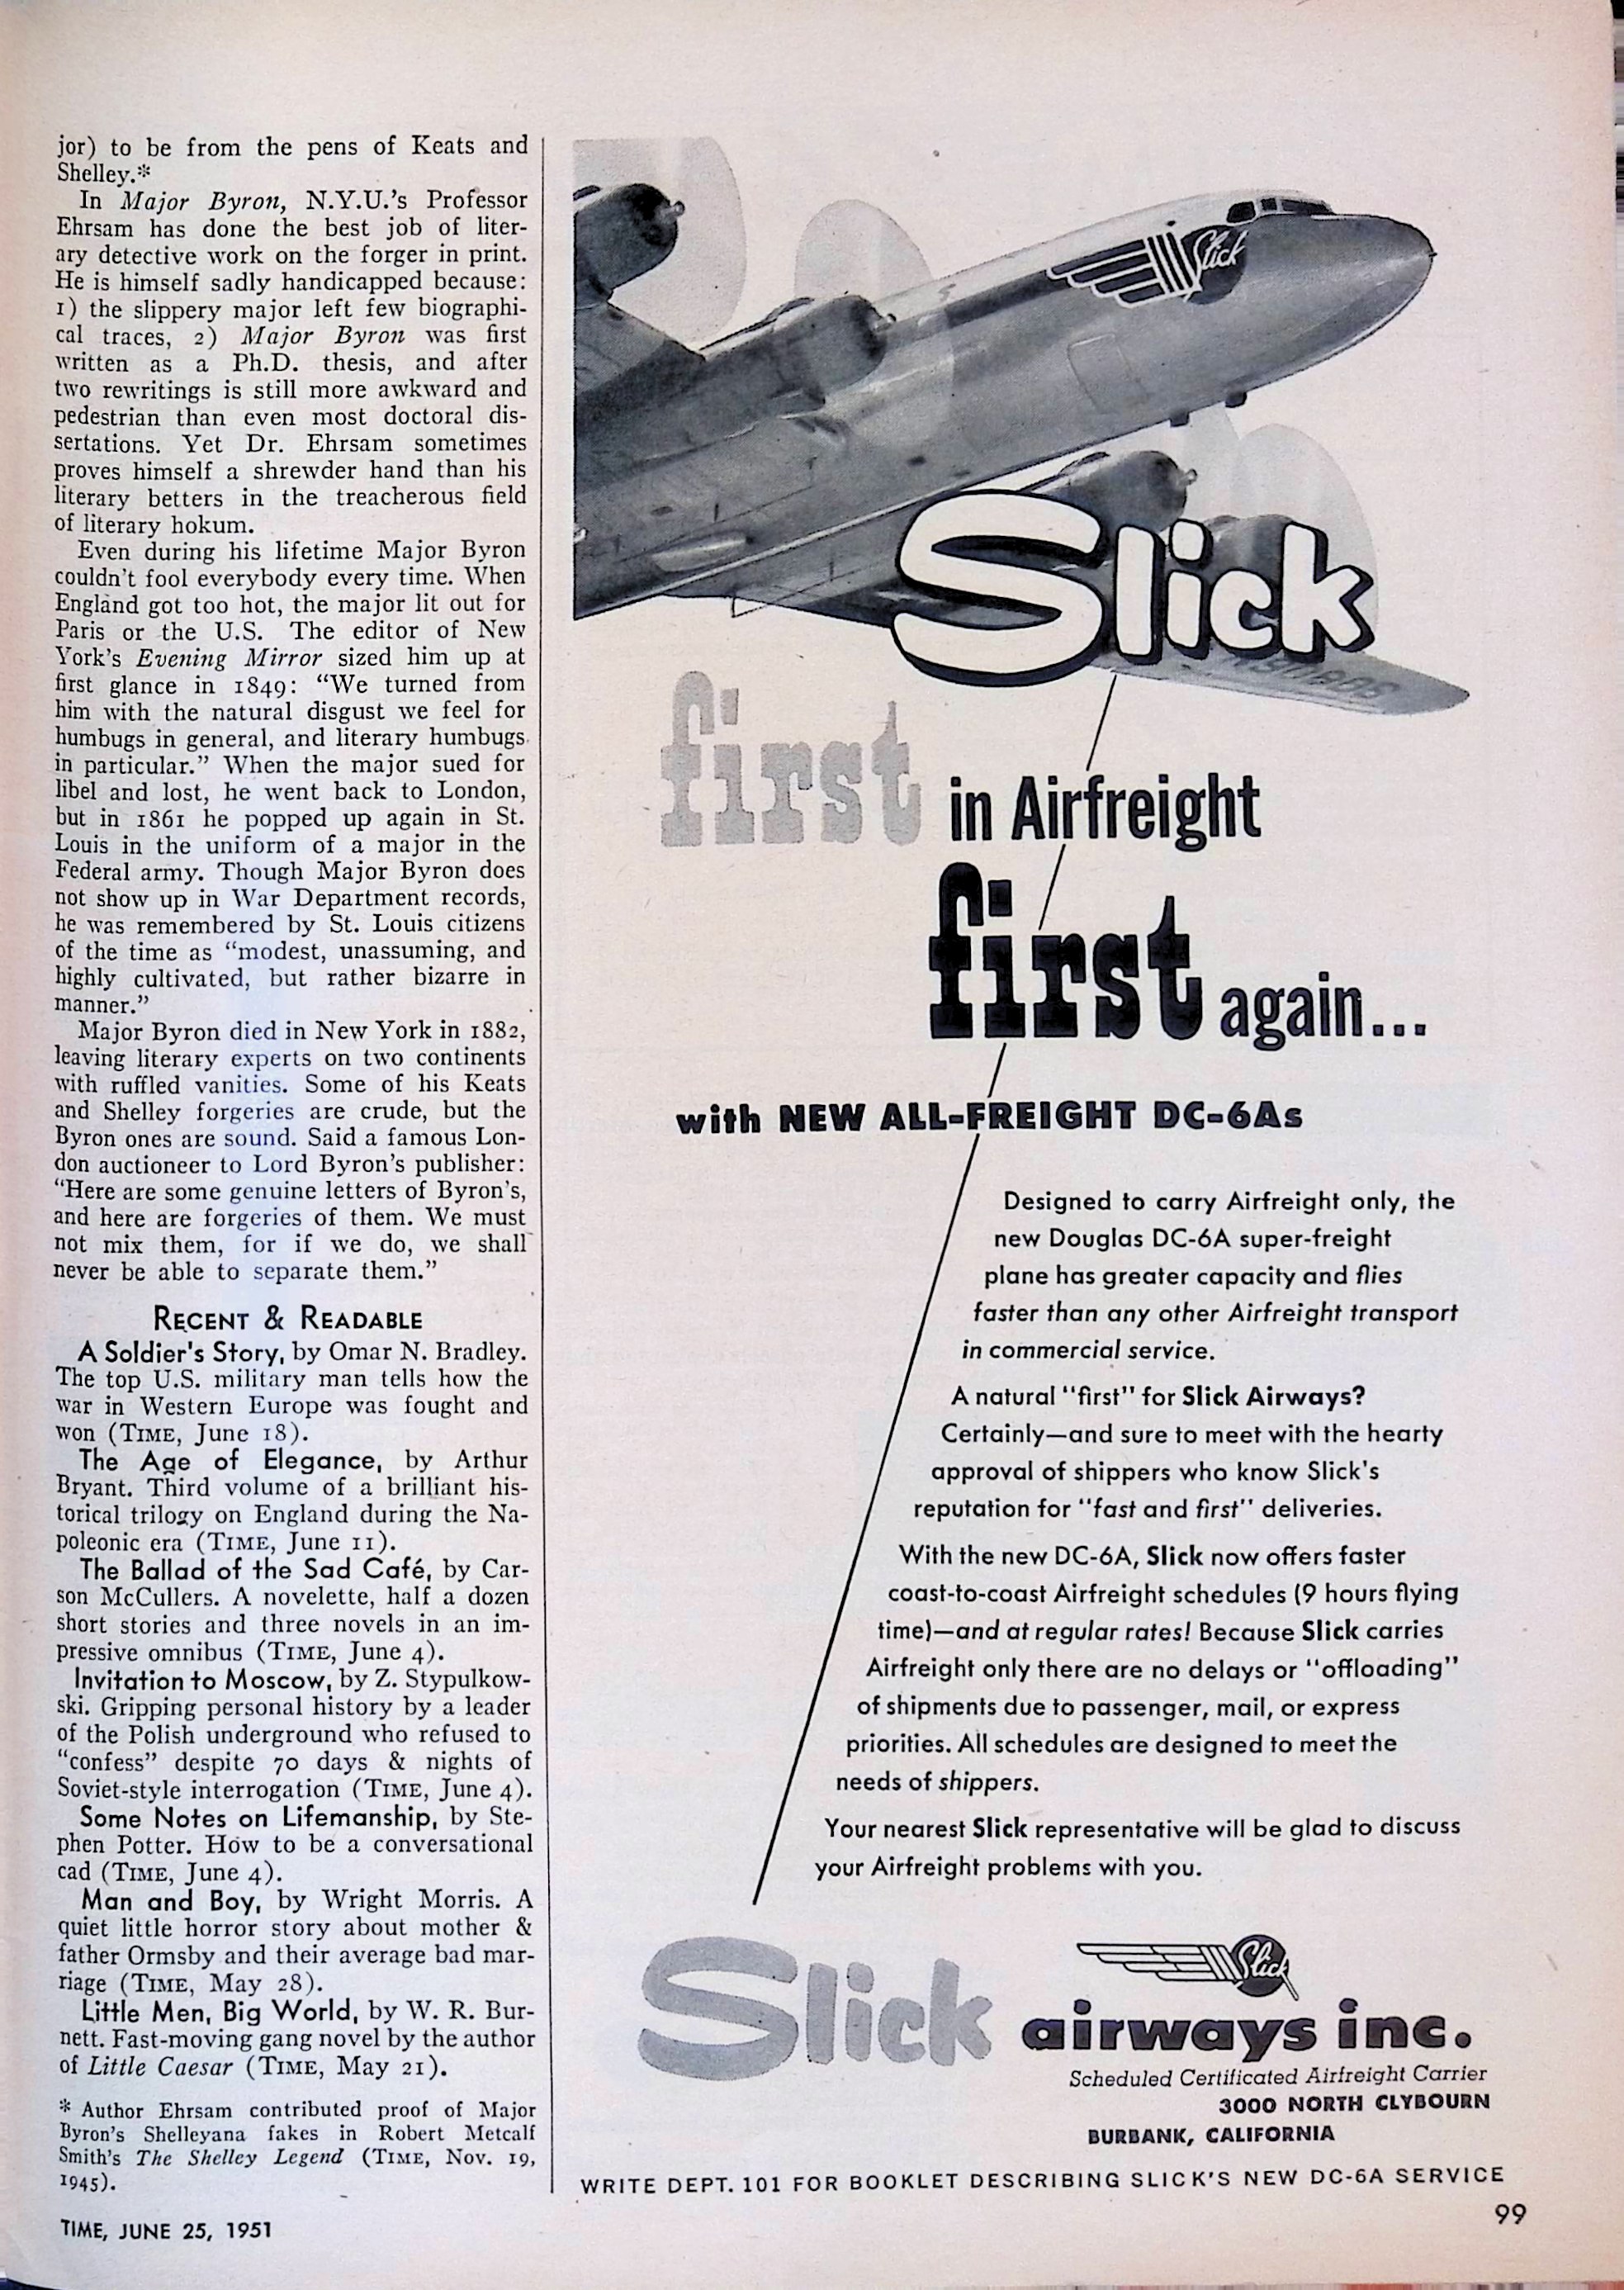 jor) to be from the pens of Keats and
Shelley.*
In Major Byron, N.Y.U.'s Professor
Ehrsam has done the best job of liter-
ary detective work on the forger in print.
He is himself sadly handicapped because:
1) the slippery major left few biographi-
cal traces, 2) Major Byron was first
written as a Ph.D. thesis, and after
two rewritings is still more awkward and
pedestrian than even most doctoral dis-
sertations. Yet Dr. Ehrsam sometimes
proves himself a shrewder hand than his
literary betters in the treacherous field
of literary hokum.
Even during his lifetime Major Byron
couldn't fool everybody every time. When
England got too hot, the major lit out for
Paris or the U.S. The editor of New
York's Evening Mirror sized him up at
first glance in 1849: "We turned from
him with the natural disgust we feel for
humbugs in general, and literary humbugs
in particular." When the major sued for
libel and lost, he went back to London,
but in 1861 he popped up again in St.
Louis in the uniform of a major in the
Federal army. Though Major Byron does
not show up in War Department records,
he was remembered by St. Louis citizens
of the time as "modest, unassuming, and
highly cultivated, but rather bizarre in
manner."
Major Byron died in New York in 1882,
leaving literary experts on two continents
with ruffled vanities. Some of his Keats
and Shelley forgeries are crude, but the
Byron ones are sound. Said a famous Lon-
don auctioneer to Lord Byron's publisher:
"Here are some genuine letters of Byron's,
and here are forgeries of them. We must
not mix them, for if we do, we shall
never be able to separate them."
RECENT & READABLE
A Soldier's Story, by Omar N. Bradley.
The top U.S. military man tells how the
war in Western Europe was fought and
won (TIME, June 18).
The Age of Elegance, by Arthur
Bryant. Third volume of a brilliant his-
torical trilogy on England during the Na-
poleonic era (TIME, June 11).
The Ballad of the Sad Café, by Car-
son McCullers. A novelette, half a dozen
short stories and three novels in an im-
pressive omnibus (TIME, June 4).
Invitation to Moscow, by Z. Stypulkow-
ski. Gripping personal history by a leader
of the Polish underground who refused to
"confess" despite 70 days & nights of
Soviet-style interrogation (TIME, June 4).
Some Notes on Lifemanship, by Ste-
phen Potter. How to be a conversational
cad (TIME, June 4).
Man and Boy, by Wright Morris. A
quiet little horror story about mother &
father Ormsby and their average bad mar-
riage (TIME, May 28).
Little Men, Big World, by W. R. Bur-
nett. Fast-moving gang novel by the author
of Little Caesar (TIME, May 21).
* Author Ehrsam contributed proof of Major
Byron's Shelleyana fakes in Robert Metcalf
Smith's The Shelley Legend (TIME, Nov. 19,
1945).
TIME, JUNE 25, 1951
Slick
Slick
first in Airfreight
first again...
with NEW ALL-FREIGHT DC-6As
Designed to carry Airfreight only, the
new Douglas DC-6A super-freight
plane has greater capacity and flies
faster than any other Airfreight transport
in commercial service.
A natural "first" for Slick Airways?
Certainly—and sure to meet with the hearty
approval of shippers who know Slick's
reputation for "fast and first" deliveries.
With the new DC-6A, Slick now offers faster
coast-to-coast Airfreight schedules (9 hours flying
time)—and at regular rates! Because Slick carries
Airfreight only there are no delays or "offloading"
of shipments due to passenger, mail, or express
priorities. All schedules are designed to meet the
needs of shippers.
Your nearest Slick representative will be glad to discuss
your Airfreight problems with you.
Slick
Slick airways inc.
Scheduled Certificated Airfreight Carrier
3000 NORTH CLYBOURN
BURBANK, CALIFORNIA
WRITE DEPT. 101 FOR BOOKLET DESCRIBING SLICK'S NEW DC-6A SERVICE
99